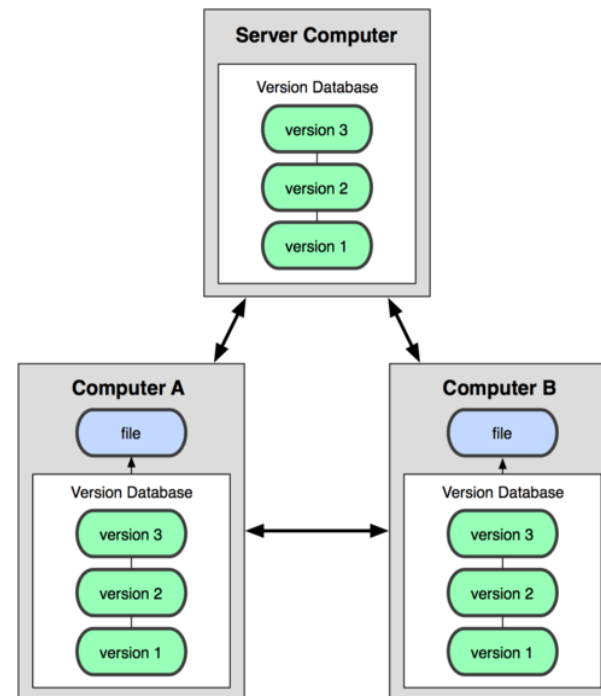 Server Computer
Version Database
version 3
version 2
version 1
Computer A
file
Version Database
version 3
version 2
version 1
Computer B
file
Version Database
version 3
version 2
version 1